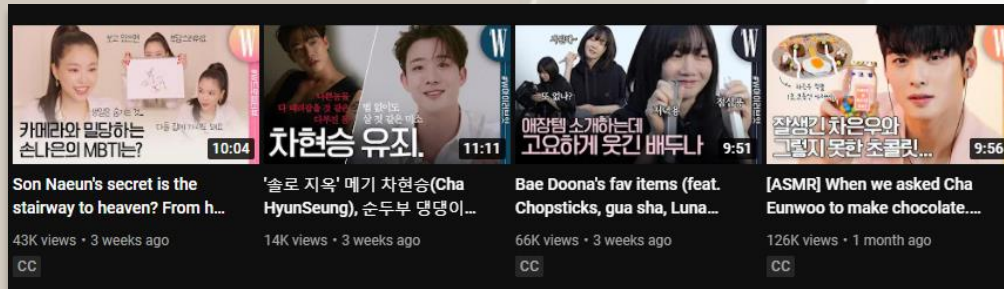 W
카메라와 밀당하는
손나은의 MBTI는?
10:04
Son Naeun's secret is the
stairway to heaven? From h...
43K views • 3 weeks ago
CC
W
차현승 유죄.
11:11
'솔로 지옥' 메기 차현승(Cha
HyunSeung), 순두부 댕댕이...
14K views • 3 weeks ago
W
애장템 소개하는데
고요하게 웃긴 배두나
9:51
Bae Doona's fav items (feat.
Chopsticks, gua sha, Luna...
66K views • 3 weeks ago
CC
W
잘생긴 차은우와
그렇지 못한 초콜릿...
9:56
[ASMR] When we asked Cha
Eunwoo to make chocolate....
126K views • 1 month ago
CC